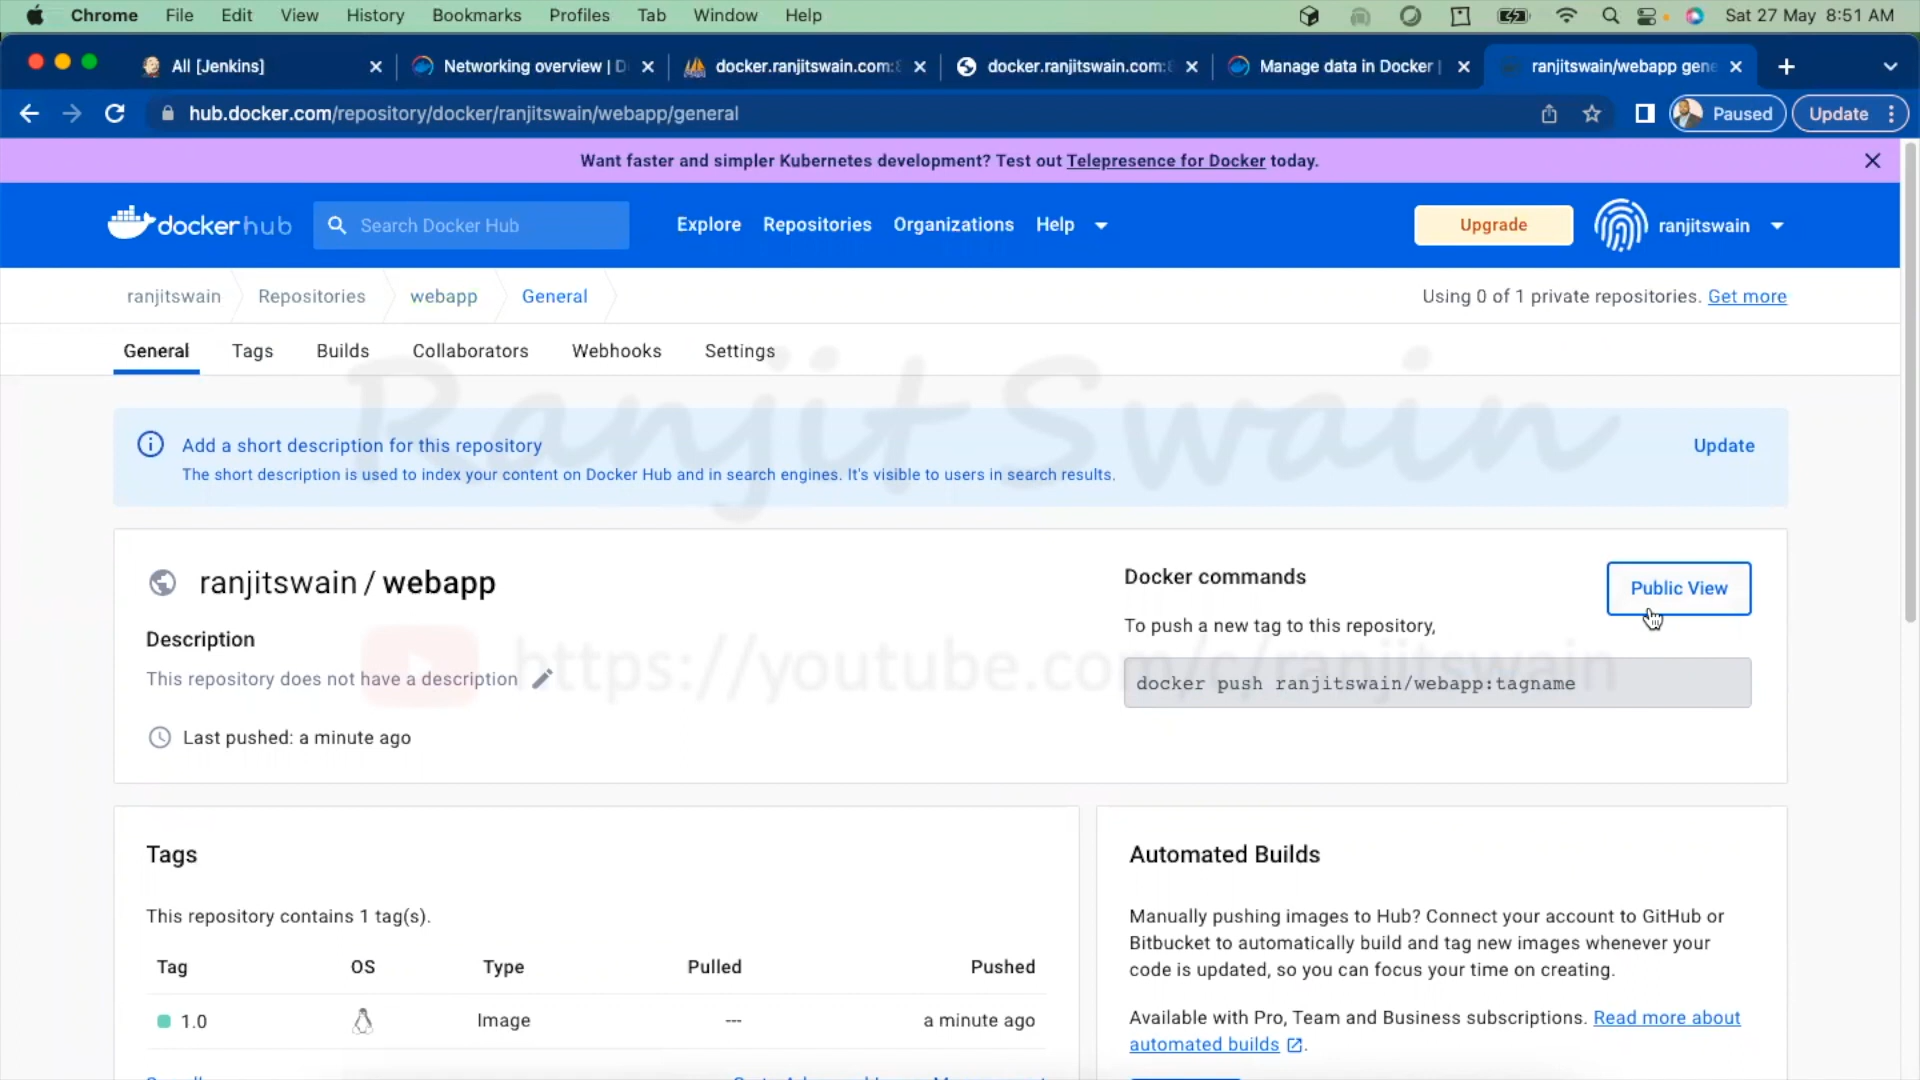 Chrome File Edit View History Bookmarks Profiles Tab Window Help Sat 27 May 8:51 AM
All [Jenkins] Networking overview | D docker.ranjitswain.com:8 docker.ranjitswain.com:8 Manage data in Docker | ranjitswain/webapp gene
hub.docker.com/repository/docker/ranjitswain/webapp/general Paused Update
Want faster and simpler Kubernetes development? Test out Telepresence for Docker today.
dockerhub Search Docker Hub Explore Repositories Organizations Help Upgrade ranjitswain
ranjitswain Repositories webapp General Using 0 of 1 private repositories. Get more
General Tags Builds Collaborators Webhooks Settings
Ranjit Swain
Add a short description for this repository Update
The short description is used to index your content on Docker Hub and in search engines. It's visible to users in search results.
ranjitswain / webapp
Description
This repository does not have a description
Last pushed: a minute ago
Docker commands
Public View
To push a new tag to this repository,
docker push ranjitswain/webapp:tagname
https://youtube.com/c/ranjitswain
Tags
This repository contains 1 tag(s).
Tag OS Type Pulled Pushed
1.0 Image --- a minute ago
Automated Builds
Manually pushing images to Hub? Connect your account to GitHub or
Bitbucket to automatically build and tag new images whenever your
code is updated, so you can focus your time on creating.
Available with Pro, Team and Business subscriptions. Read more about
automated builds.